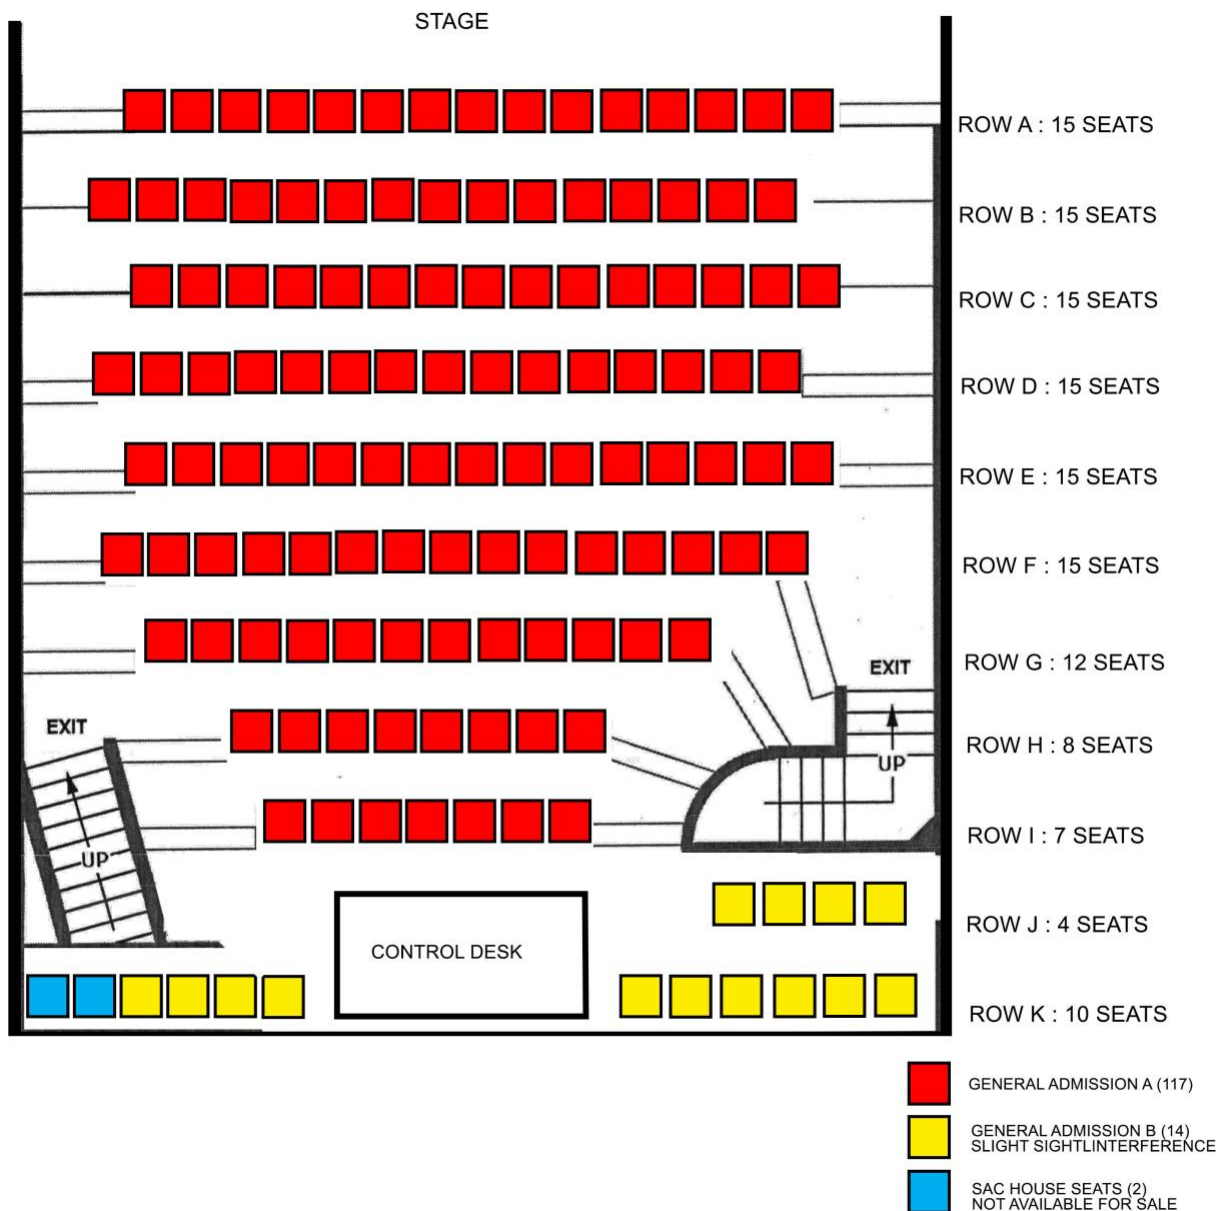 STAGE
ROW A : 15 SEATS
ROW B : 15 SEATS
ROW C : 15 SEATS
ROW D : 15 SEATS
ROW E : 15 SEATS
ROW F : 15 SEATS
ROW G : 12 SEATS
EXIT
EXIT
ROW H : 8 SEATS
UP
ROW I : 7 SEATS
UP
ROW J : 4 SEATS
CONTROL DESK
ROW K : 10 SEATS
GENERAL ADMISSION A (117)
GENERAL ADMISSION B (14)
SLIGHT SIGHTLINTERFERENCE
SAC HOUSE SEATS (2)
NOT AVAILABLE FOR SALE